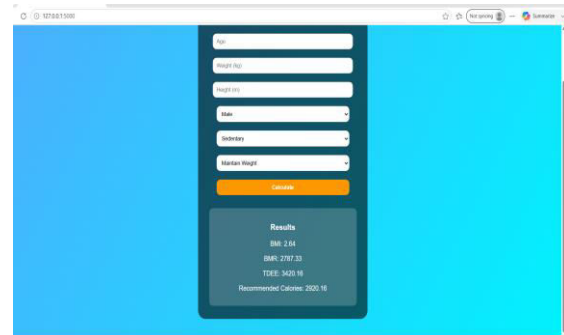 127.0.0.1:5000
Not syncing
Summarize
Age
Weight (kg)
Height (m)
Male
Sedentary
Maintain Weight
Calculate
Results
BMI: 2.64
BMR: 2787.33
TDEE: 3420.16
Recommended Calories: 2920.16